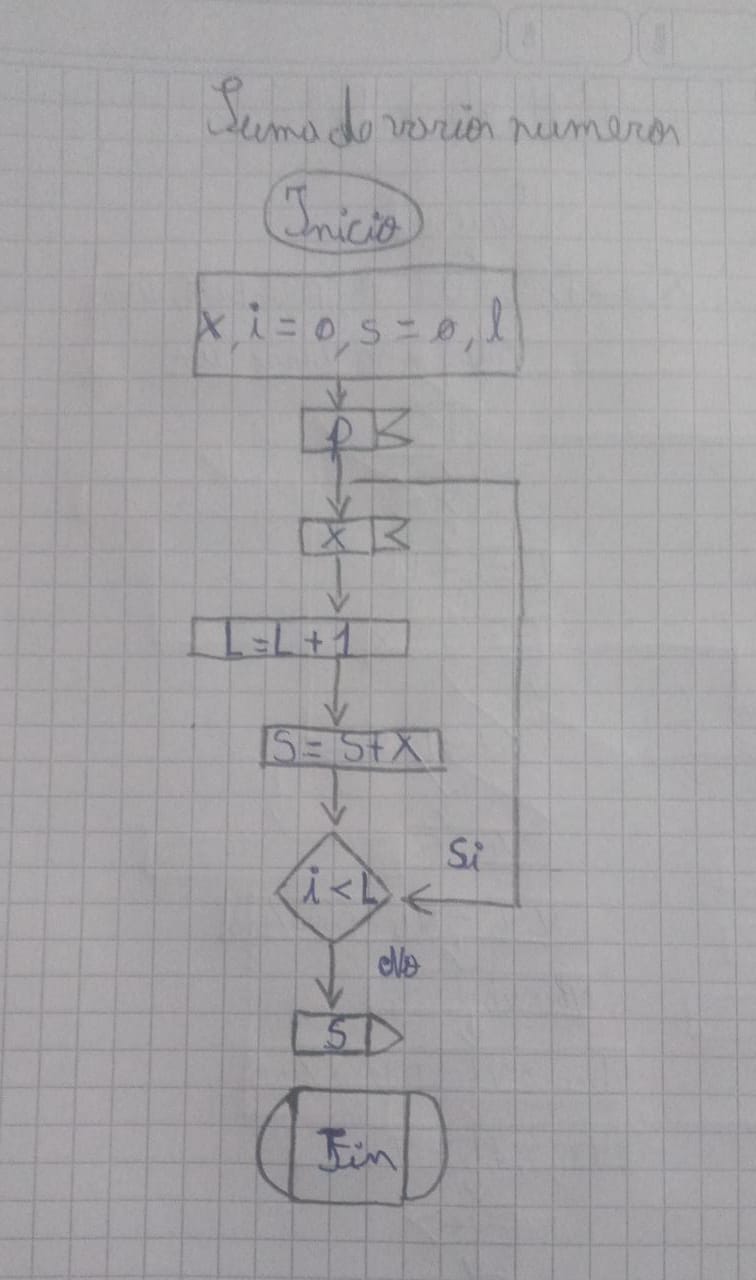 Suma de varios numeros
Inicio
x, i = 0, s = 0, l
p
x
L = L + 1
S = S + X
i < L
Si
No
S
Fin